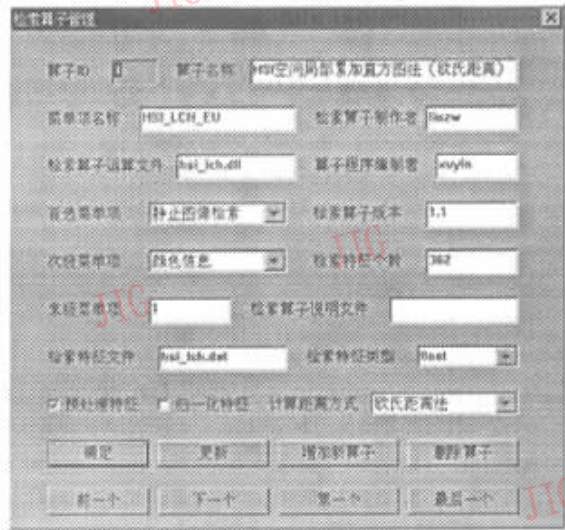 检索算子管理
算子ID 算子名称 HSI空间局部累加直方图法（欧氏距离）
菜单项名称 HSI_LCH_EU 检索算子制作者 liszw
检索算子运算文件 hsi_lch.dll 算子程序编制者 xuyin
首选菜单项 静止图像检索 检索算子版本 1.1
次级菜单项 颜色信息 检索特征个数 362
末级菜单项 1 检索算子说明文件
检索特征文件 hsi_lch.dat 检索特征类型 float
预处理特征 归一化特征 计算距离方式 欧氏距离法
确定 更新 增加新算子 删除算子
前一个 下一个 第一个 最后一个
JIG
JIG
JIG
JIG